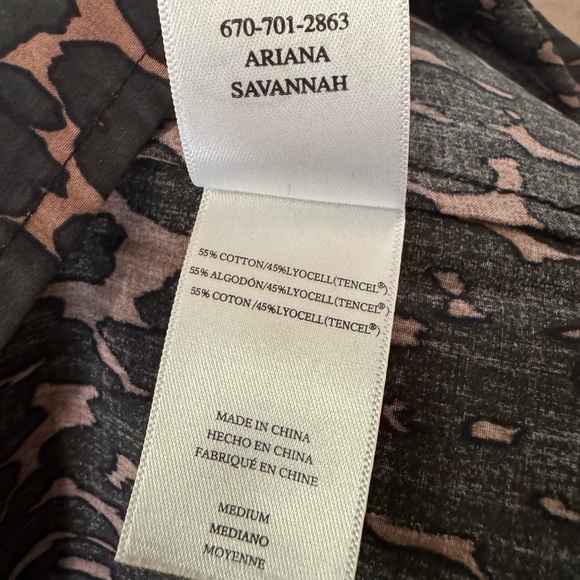 670-701-2863
ARIANA
SAVANNAH
55% COTTON/45%LYOCELL(TENCEL®)
55% ALGODÓN/45%LYOCELL(TENCEL®)
55% COTON /45%LYOCELL(TENCEL®)
MADE IN CHINA
HECHO EN CHINA
FABRIQUÉ EN CHINE
MEDIUM
MEDIANO
MOYENNE